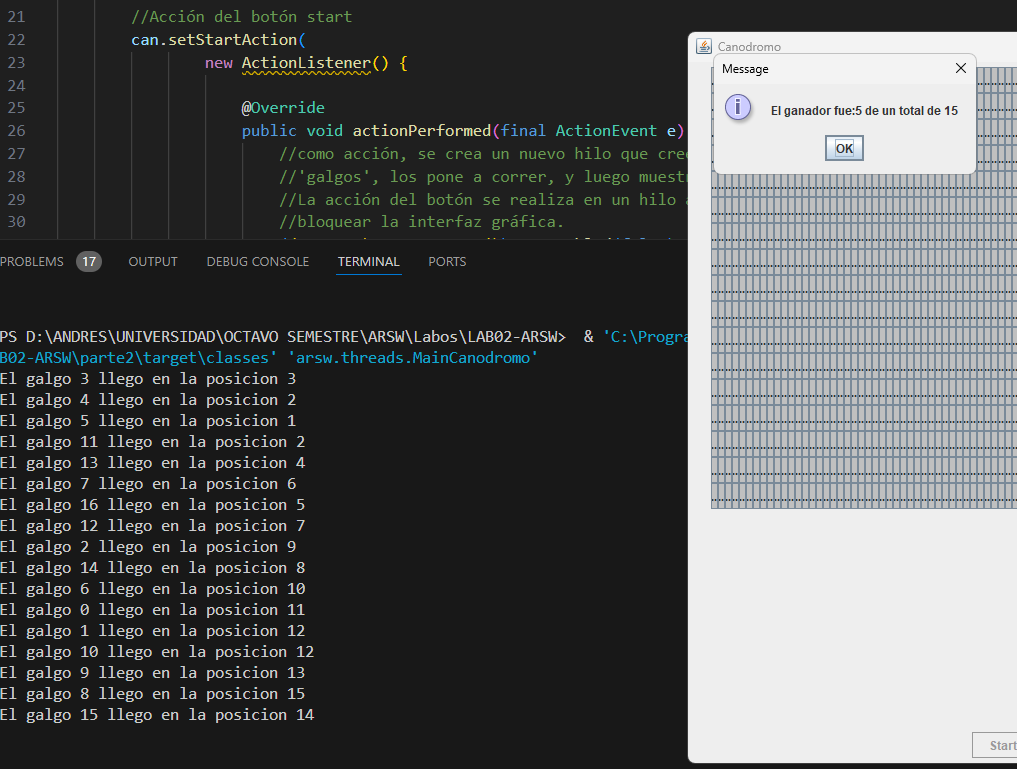 21 //Acción del botón start
22 can.setStartAction(
23 new ActionListener() {
24
25 @Override
26 public void actionPerformed(final ActionEvent e)
27 //como acción, se crea un nuevo hilo que cre
28 //'galgos', los pone a correr, y luego muest
29 //La acción del botón se realiza en un hilo
30 //bloquear la interfaz gráfica.
PROBLEMS 17 OUTPUT DEBUG CONSOLE TERMINAL PORTS
PS D:\ANDRES\UNIVERSIDAD\OCTAVO SEMESTRE\ARSW\Labos\LAB02-ARSW> & 'C:\Progra
B02-ARSW\parte2\target\classes' 'arsw.threads.MainCanodromo'
El galgo 3 llego en la posicion 3
El galgo 4 llego en la posicion 2
El galgo 5 llego en la posicion 1
El galgo 11 llego en la posicion 2
El galgo 13 llego en la posicion 4
El galgo 7 llego en la posicion 6
El galgo 16 llego en la posicion 5
El galgo 12 llego en la posicion 7
El galgo 2 llego en la posicion 9
El galgo 14 llego en la posicion 8
El galgo 6 llego en la posicion 10
El galgo 0 llego en la posicion 11
El galgo 1 llego en la posicion 12
El galgo 10 llego en la posicion 12
El galgo 9 llego en la posicion 13
El galgo 8 llego en la posicion 15
El galgo 15 llego en la posicion 14
Canodromo
Message
El ganador fue:5 de un total de 15
OK
Start